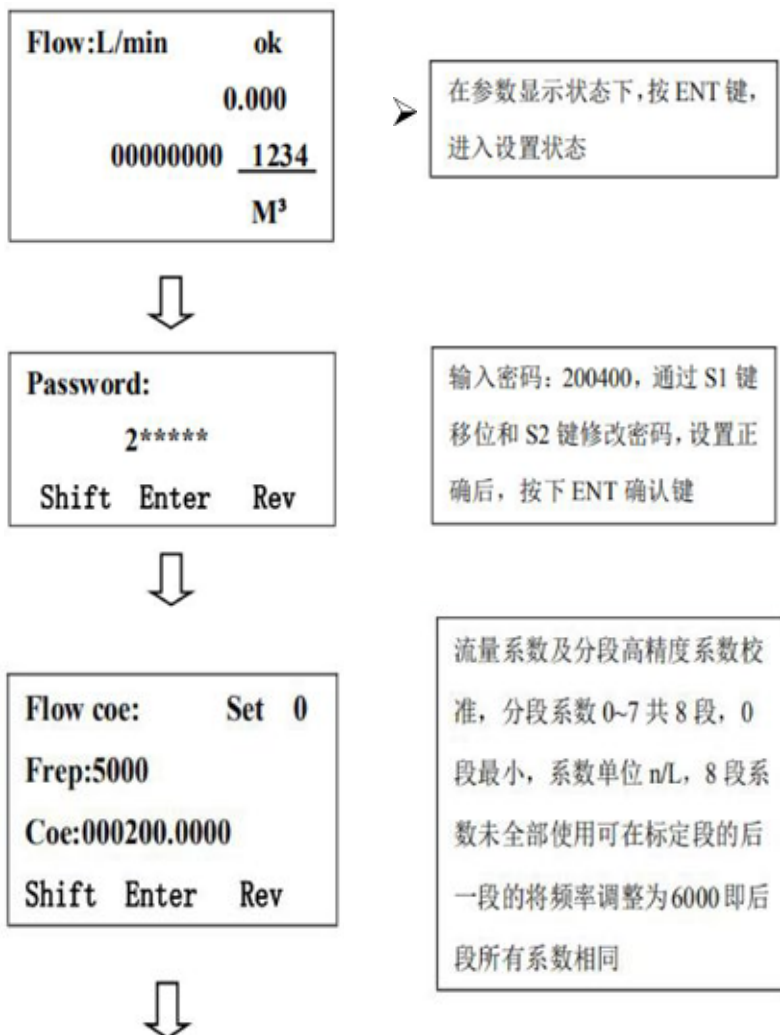 Flow:L/min ok
0.000
00000000 1234
M³
在参数显示状态下，按 ENT 键，
进入设置状态
Password:
2*****
Shift Enter Rev
输入密码：200400，通过 S1 键
移位和 S2 键修改密码，设置正
确后，按下 ENT 确认键
Flow coe: Set 0
Frep:5000
Coe:000200.0000
Shift Enter Rev
流量系数及分段高精度系数校
准，分段系数 0~7 共 8 段，0
段最小，系数单位 n/L，8 段系
数未全部使用可在标定段的后
一段的将频率调整为 6000 即后
段所有系数相同